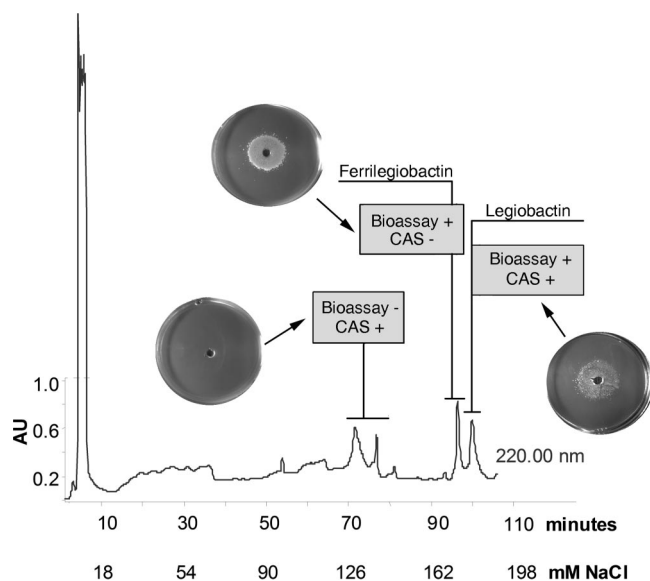 Ferrilegiobactin
Bioassay +
CAS -
Legiobactin
Bioassay +
CAS +
Bioassay -
CAS +
1.0
0.6
0.2
AU
220.00 nm
10 30 50 70 90 110 minutes
18 54 90 126 162 198 mM NaCl